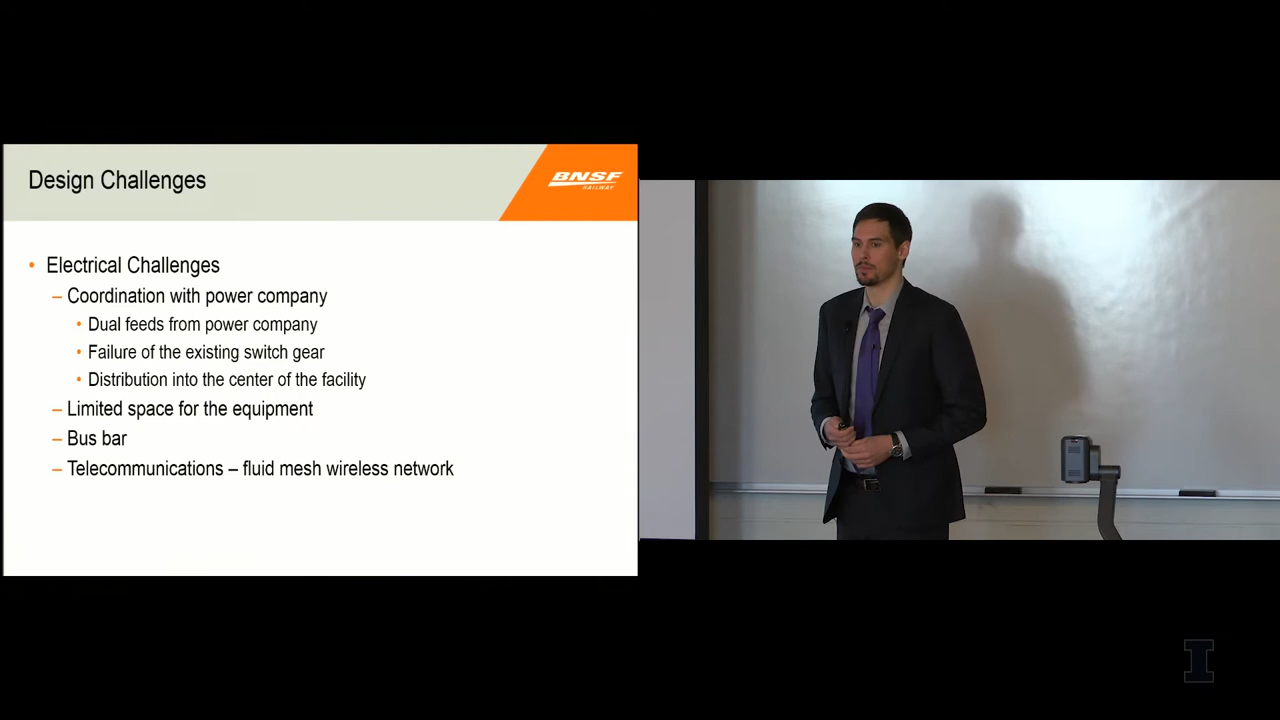 Design Challenges
BNSF
RAILWAY
• Electrical Challenges
– Coordination with power company
• Dual feeds from power company
• Failure of the existing switch gear
• Distribution into the center of the facility
– Limited space for the equipment
– Bus bar
– Telecommunications – fluid mesh wireless network
I